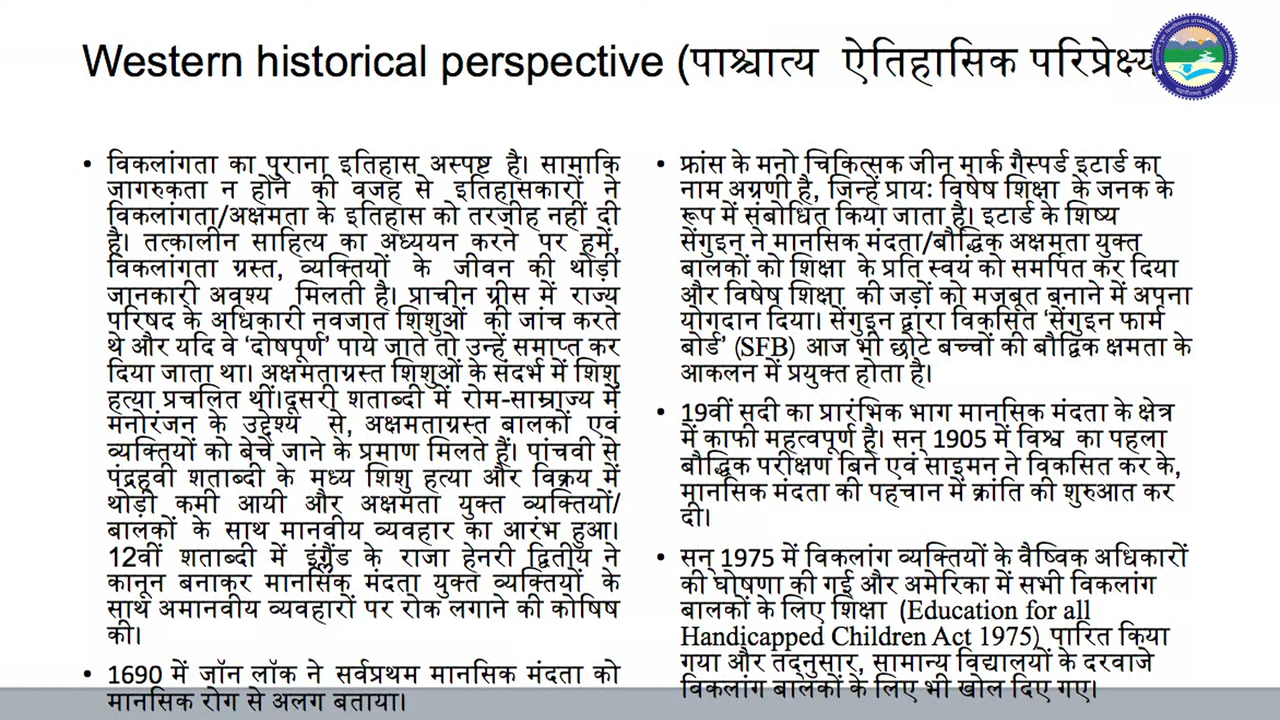 Western historical perspective (पाश्चात्य ऐतिहासिक परिप्रेक्ष्य
• विकलांगता का पुराना इतिहास अस्पष्ट है। सामाकि
जागरुकता न होने की वजह से इतिहासकारों ने
विकलांगता/अक्षमता के इतिहास को तरजीह नहीं दी
है। तत्कालीन साहित्य का अध्ययन करने पर हमें,
विकलांगता ग्रस्त, व्यक्तियों के जीवन की थोड़ी
जानकारी अवश्य मिलती है। प्राचीन ग्रीस में राज्य
परिषद के अधिकारी नवजात शिशुओं की जांच करते
थे और यदि वे ‘दोषपूर्ण’ पाये जाते तो उन्हें समाप्त कर
दिया जाता था। अक्षमताग्रस्त शिशुओं के संदर्भ में शिशु
हत्या प्रचलित थीं।दूसरी शताब्दी में रोम-साम्राज्य में
मनोरंजन के उद्देश्य से, अक्षमताग्रस्त बालकों एवं
व्यक्तियों को बेचे जाने के प्रमाण मिलते हैं। पांचवी से
पंद्रहवी शताब्दी के मध्य शिशु हत्या और विक्रय में
थोड़ी कमी आयी और अक्षमता युक्त व्यक्तियों/
बालकों के साथ मानवीय व्यवहार का आरंभ हुआ।
12वीं शताब्दी में इंग्लैंड के राजा हेनरी द्वितीय ने
कानून बनाकर मानसिक मंदता युक्त व्यक्तियों के
साथ अमानवीय व्यवहारों पर रोक लगाने की कोषिष
की।
• 1690 में जॉन लॉक ने सर्वप्रथम मानसिक मंदता को
मानसिक रोग से अलग बताया।
• फ्रांस के मनो चिकित्सक जीन मार्क गैस्पर्ड इटार्ड का
नाम अग्रणी है, जिन्हें प्रायः विषेष शिक्षा के जनक के
रूप में संबोधित किया जाता है। इटार्ड के शिष्य
सेंगुइन ने मानसिक मंदता/बौद्धिक अक्षमता युक्त
बालकों को शिक्षा के प्रति स्वयं को समर्पित कर दिया
और विषेष शिक्षा की जड़ों को मजबूत बनाने में अपना
योगदान दिया। सेंगुइन द्वारा विकसित ‘सेंगुइन फार्म
बोर्ड’ (SFB) आज भी छोटे बच्चों की बौद्धिक क्षमता के
आकलन में प्रयुक्त होता है।
• 19वीं सदी का प्रारंभिक भाग मानसिक मंदता के क्षेत्र
में काफी महत्वपूर्ण है। सन् 1905 में विश्व का पहला
बौद्धिक परीक्षण बिने एवं साइमन ने विकसित कर के,
मानसिक मंदता की पहचान में क्रांति की शुरुआत कर
दी।
• सन् 1975 में विकलांग व्यक्तियों के वैष्विक अधिकारों
की घोषणा की गई और अमेरिका में सभी विकलांग
बालकों के लिए शिक्षा (Education for all
Handicapped Children Act 1975) पारित किया
गया और तद्नुसार, सामान्य विद्यालयों के दरवाजे
विकलांग बालकों के लिए भी खोल दिए गए।